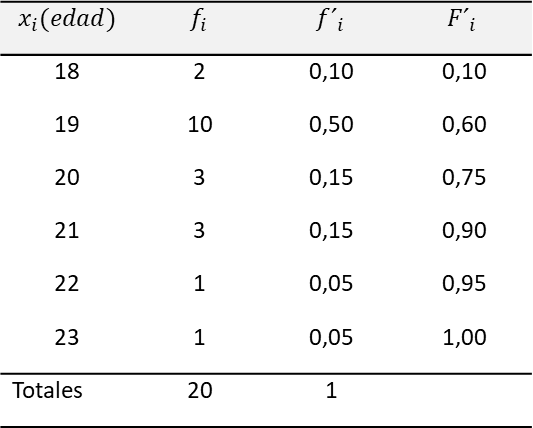 x_i(edad) f_i f´_i F´_i
18 2 0,10 0,10
19 10 0,50 0,60
20 3 0,15 0,75
21 3 0,15 0,90
22 1 0,05 0,95
23 1 0,05 1,00
Totales 20 1